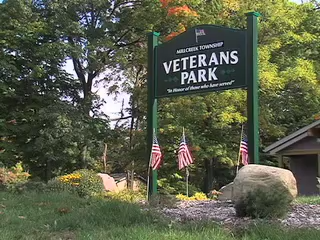 MILLCREEK TOWNSHIP
VETERANS
PARK
"In Honor of those who have served"